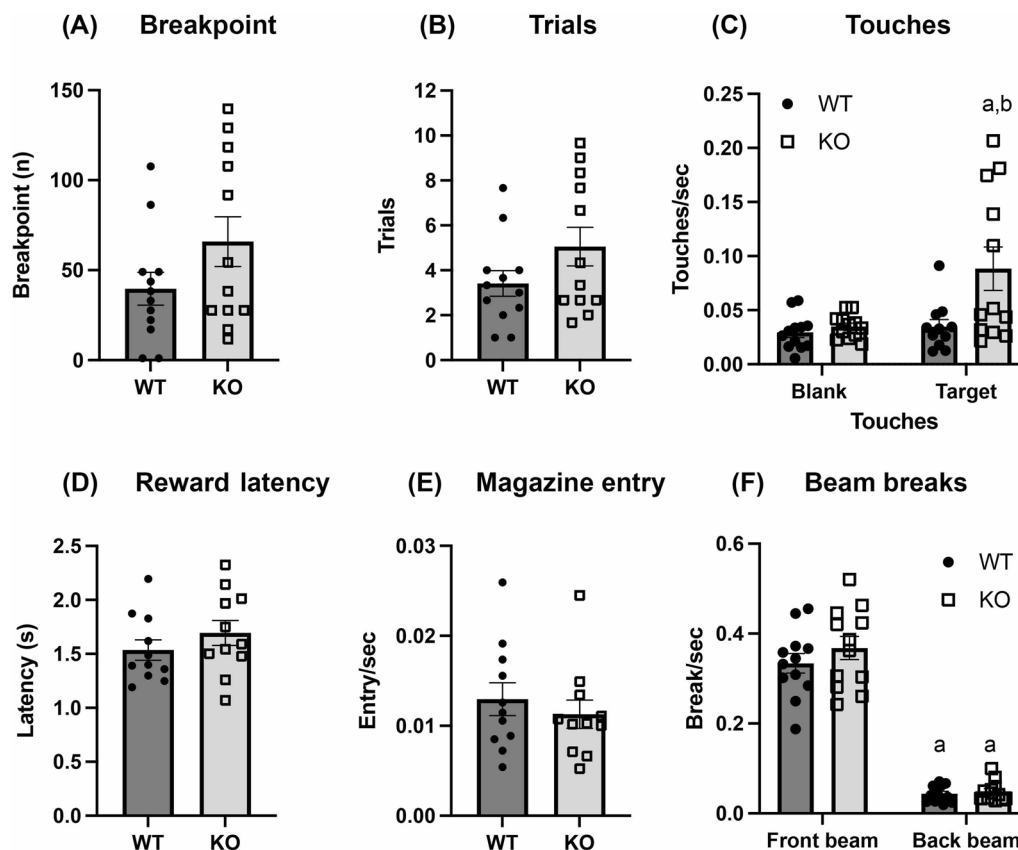 (A) Breakpoint
150
100
50
0
Breakpoint (n)
WT KO
(B) Trials
12
10
8
6
4
2
0
Trials
WT KO
(C) Touches
0.25
0.20
0.15
0.10
0.05
0.00
Touches/sec
WT
KO
a,b
Blank Target
Touches
(D) Reward latency
2.5
2.0
1.5
1.0
0.5
0.0
Latency (s)
WT KO
(E) Magazine entry
0.03
0.02
0.01
0.00
Entry/sec
WT KO
(F) Beam breaks
0.6
0.4
0.2
0.0
Break/sec
WT
KO
a a
Front beam Back beam